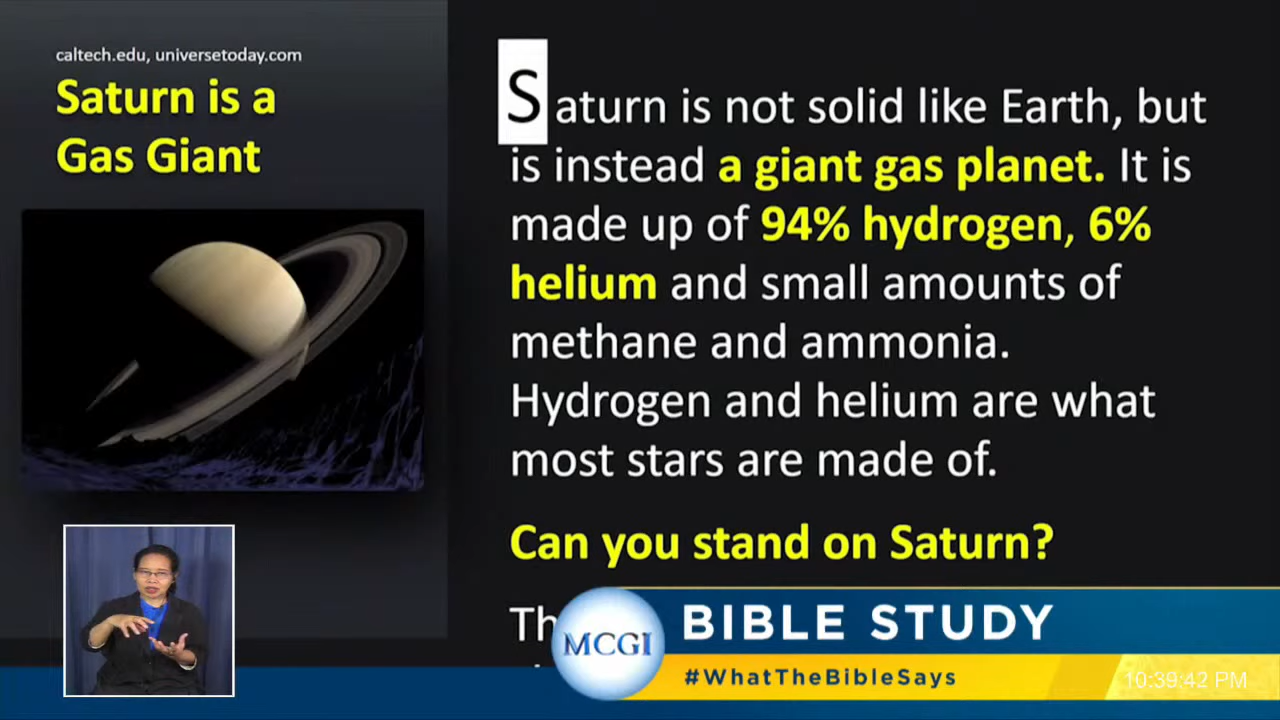 caltech.edu, universetoday.com
Saturn is a
Gas Giant
Saturn is not solid like Earth, but
is instead a giant gas planet. It is
made up of 94% hydrogen, 6%
helium and small amounts of
methane and ammonia.
Hydrogen and helium are what
most stars are made of.
Can you stand on Saturn?
MCGI
BIBLE STUDY
#WhatTheBibleSays
10:39:42 PM